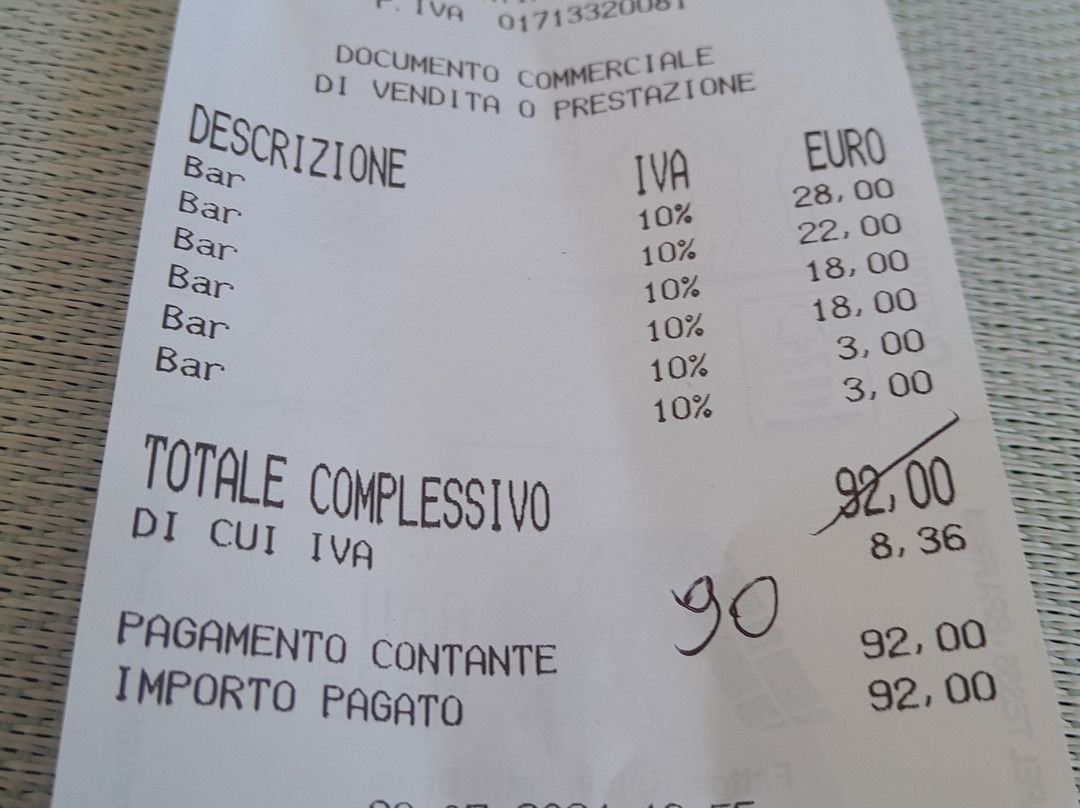 P. IVA 01713320081
DOCUMENTO COMMERCIALE
DI VENDITA O PRESTAZIONE
DESCRIZIONE IVA EURO
Bar 10% 28,00
Bar 10% 22,00
Bar 10% 18,00
Bar 10% 18,00
Bar 10% 3,00
Bar 10% 3,00
TOTALE COMPLESSIVO 92,00
DI CUI IVA 8,36
90
PAGAMENTO CONTANTE 92,00
IMPORTO PAGATO 92,00